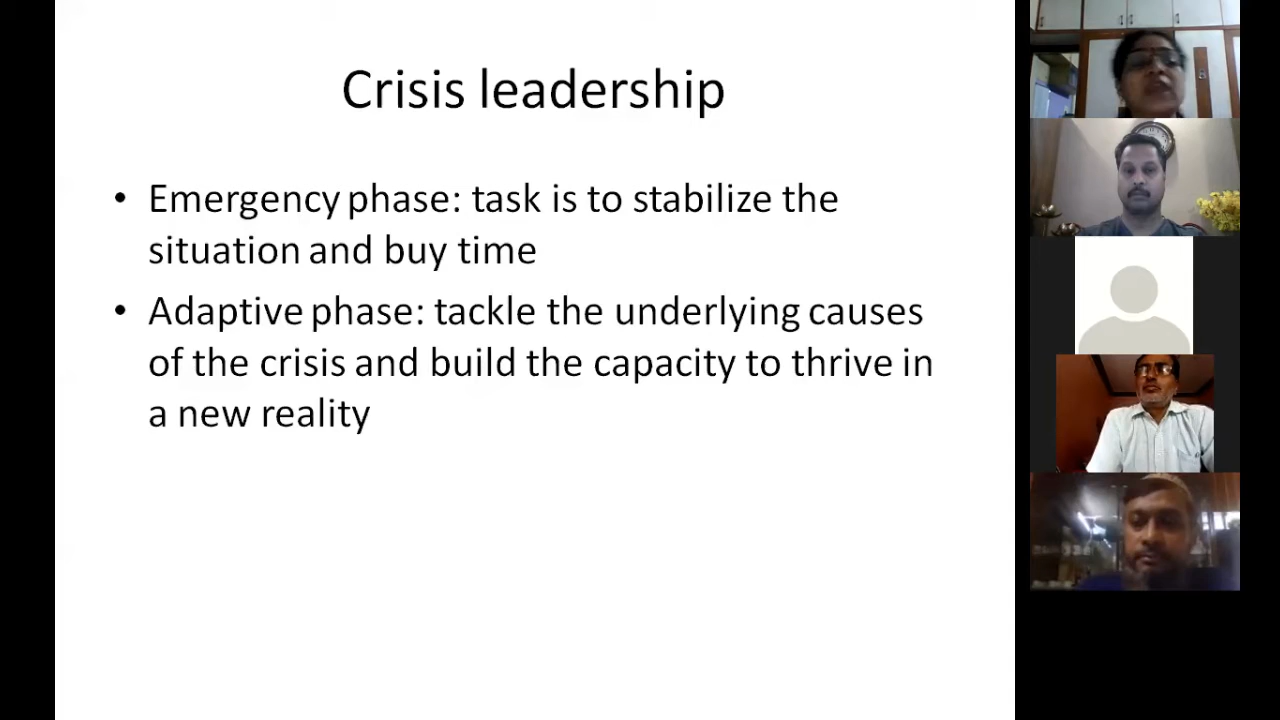 Crisis leadership
• Emergency phase: task is to stabilize the
situation and buy time
• Adaptive phase: tackle the underlying causes
of the crisis and build the capacity to thrive in
a new reality